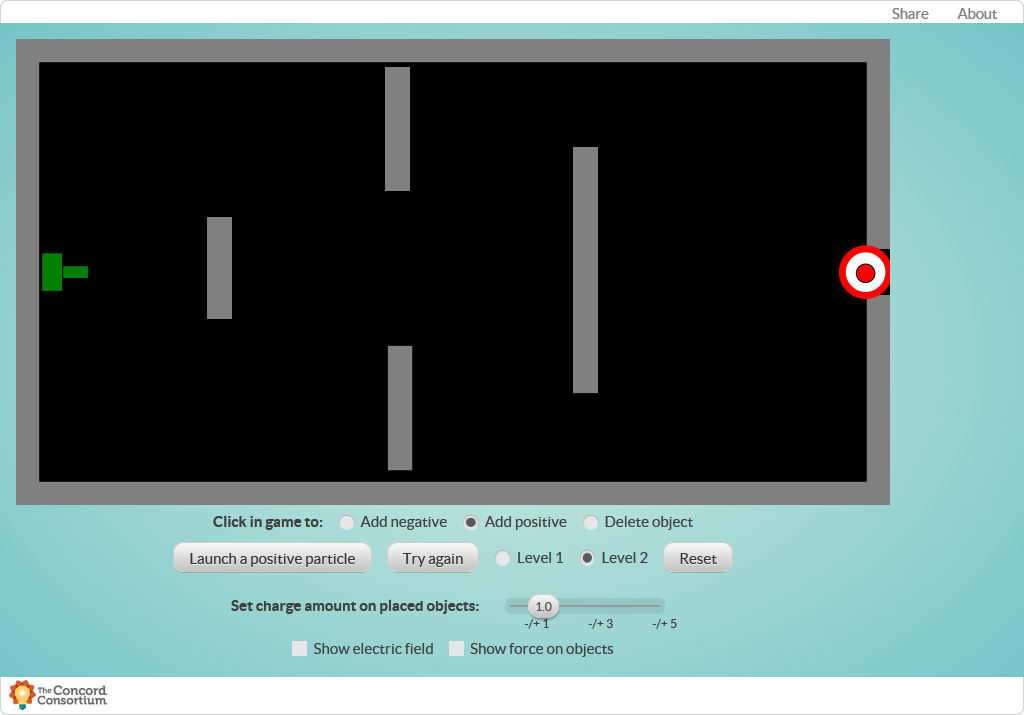 Share About
Click in game to: Add negative Add positive Delete object
Launch a positive particle Try again Level 1 Level 2 Reset
Set charge amount on placed objects: 1.0
-/+ 1 -/+ 3 -/+ 5
Show electric field Show force on objects
The Concord
Consortium